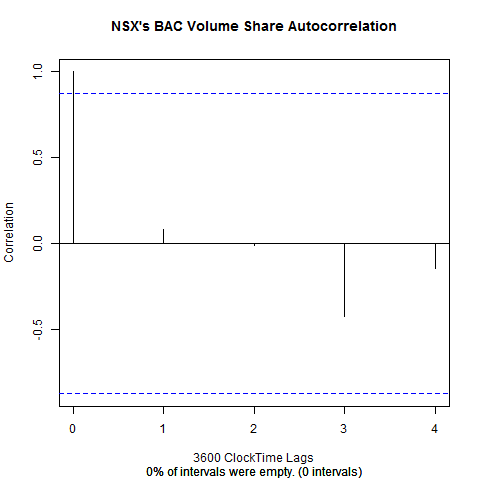 NSX's BAC Volume Share Autocorrelation
Correlation
1.0
0.5
0.0
-0.5
0 1 2 3 4
3600 ClockTime Lags
0% of intervals were empty. (0 intervals)